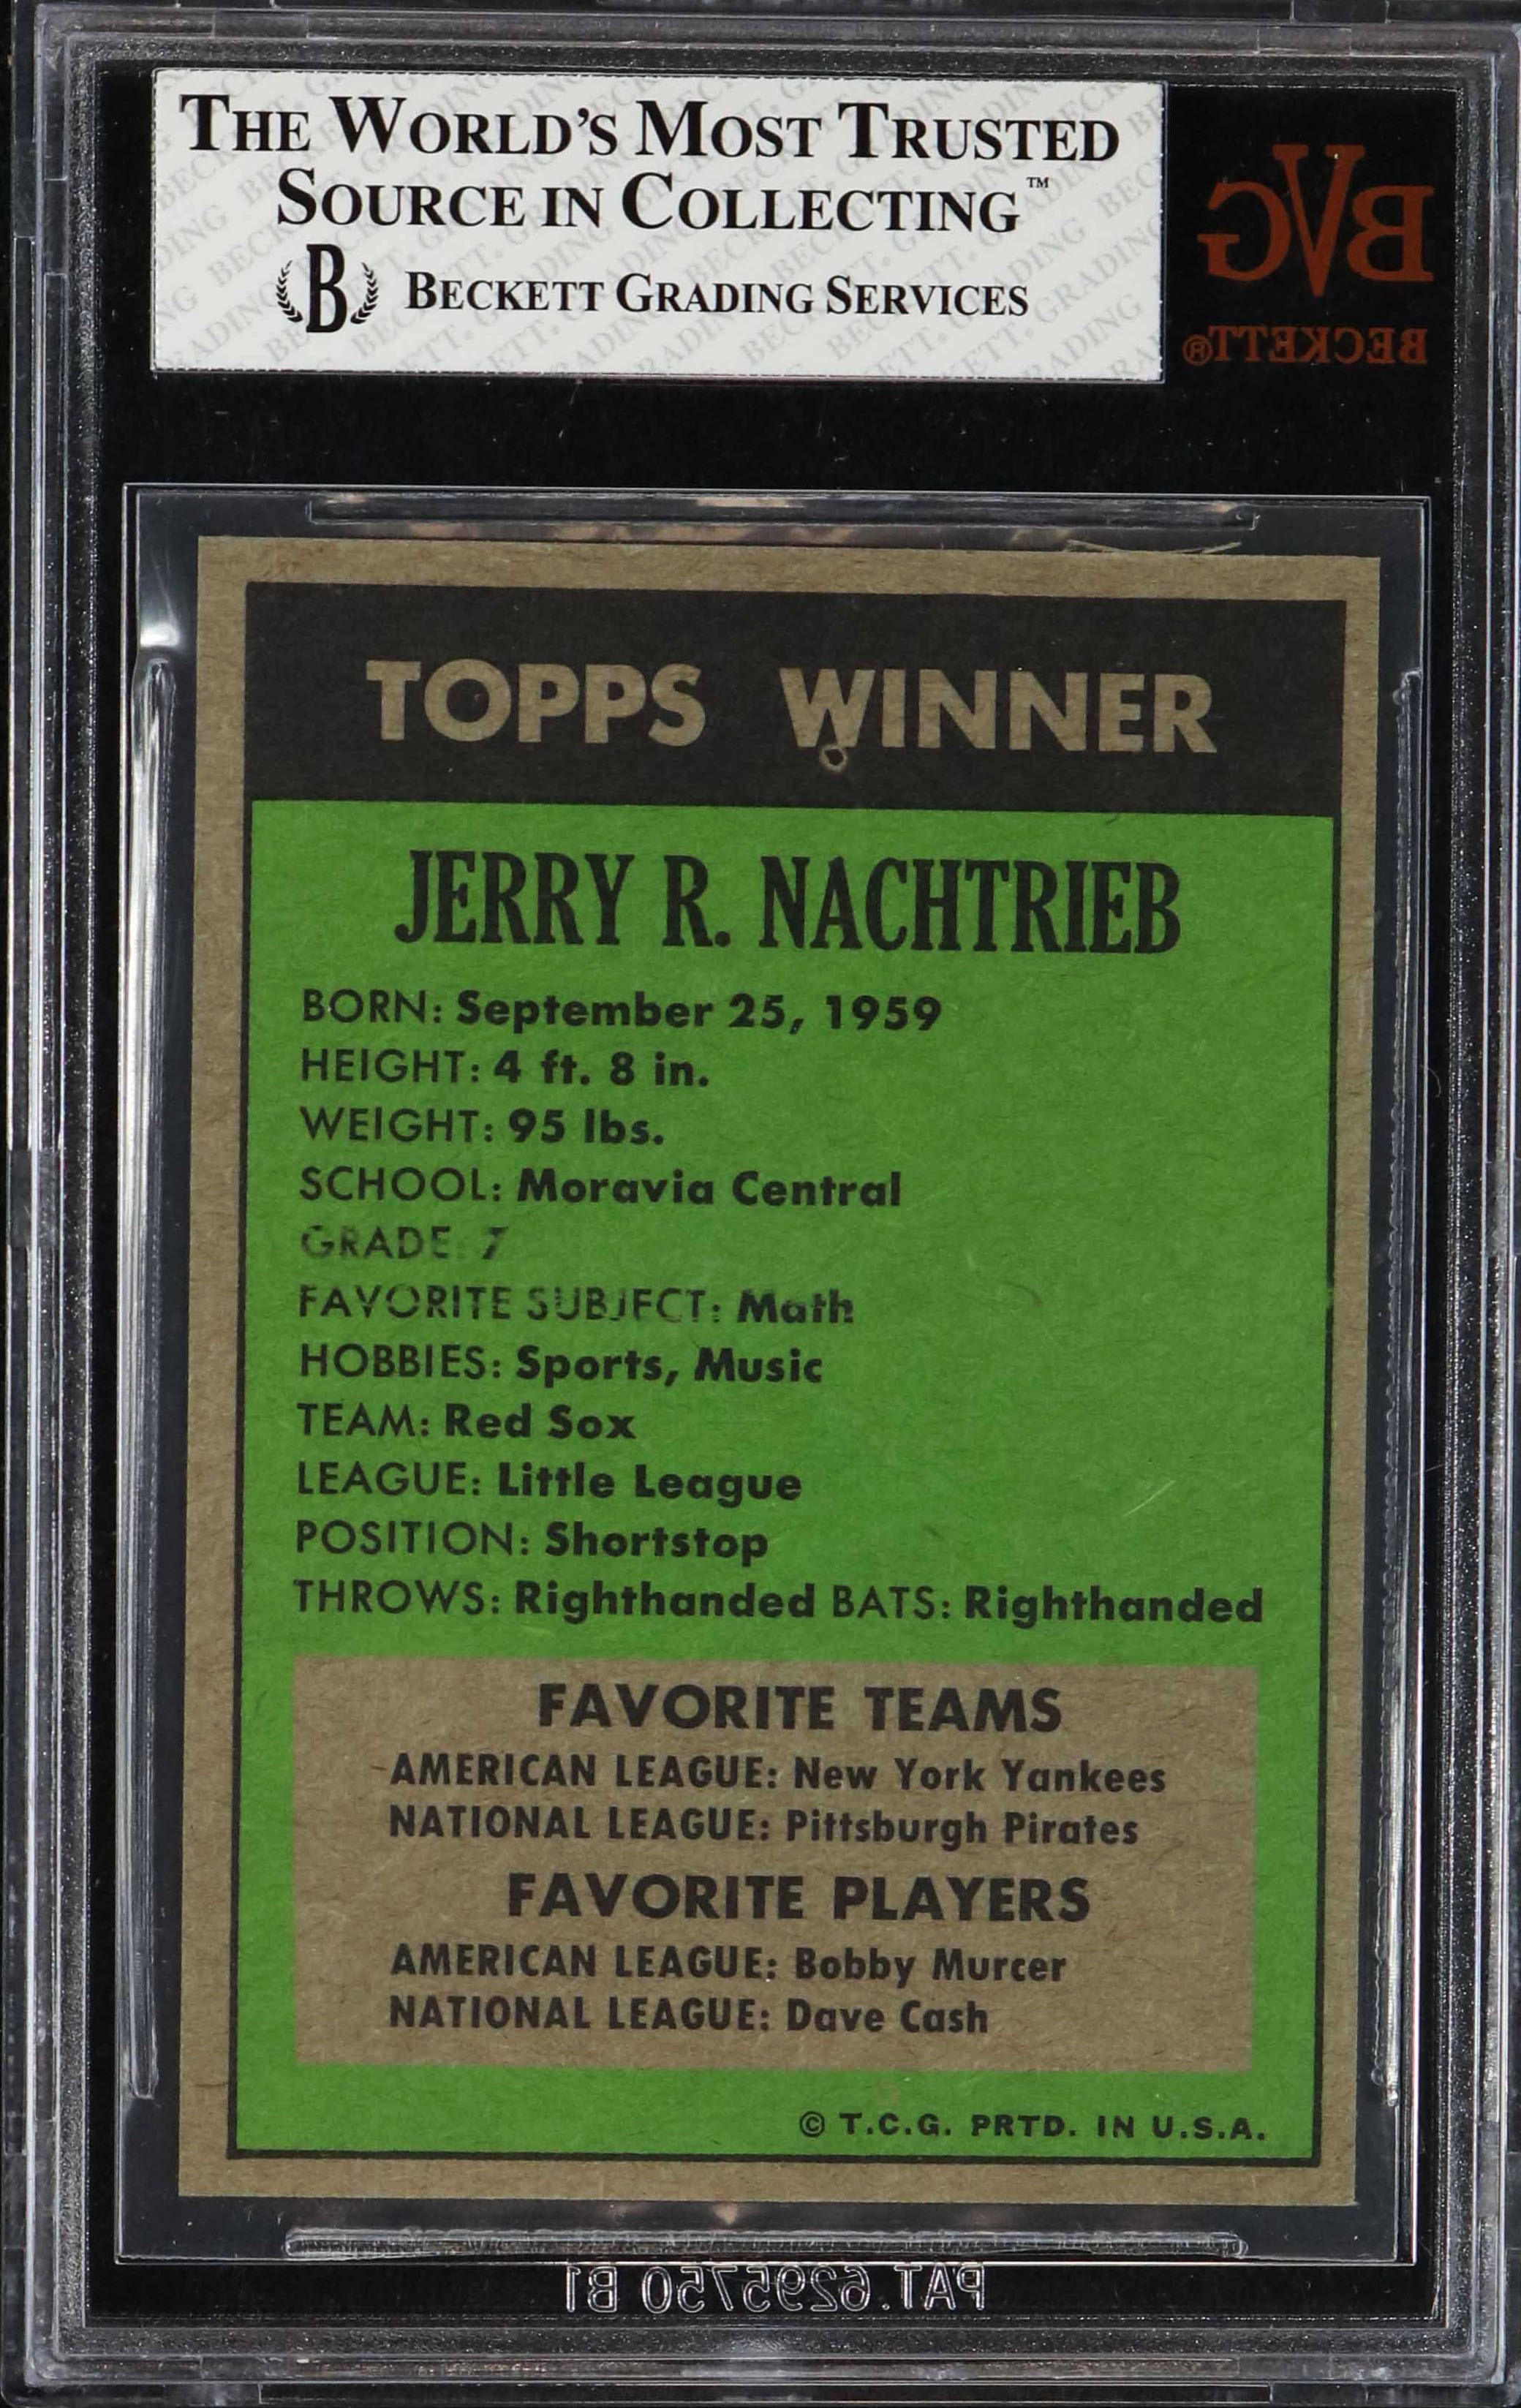 THE WORLD'S MOST TRUSTED
SOURCE IN COLLECTING™
B BECKETT GRADING SERVICES
BVG
BECKETT®
TOPPS WINNER
JERRY R. NACHTRIEB
BORN: September 25, 1959
HEIGHT: 4 ft. 8 in.
WEIGHT: 95 lbs.
SCHOOL: Moravia Central
GRADE: 7
FAVORITE SUBJECT: Math
HOBBIES: Sports, Music
TEAM: Red Sox
LEAGUE: Little League
POSITION: Shortstop
THROWS: Righthanded BATS: Righthanded
FAVORITE TEAMS
AMERICAN LEAGUE: New York Yankees
NATIONAL LEAGUE: Pittsburgh Pirates
FAVORITE PLAYERS
AMERICAN LEAGUE: Bobby Murcer
NATIONAL LEAGUE: Dave Cash
© T.C.G. PRTD. IN U.S.A.
PAT. 6295750 B1